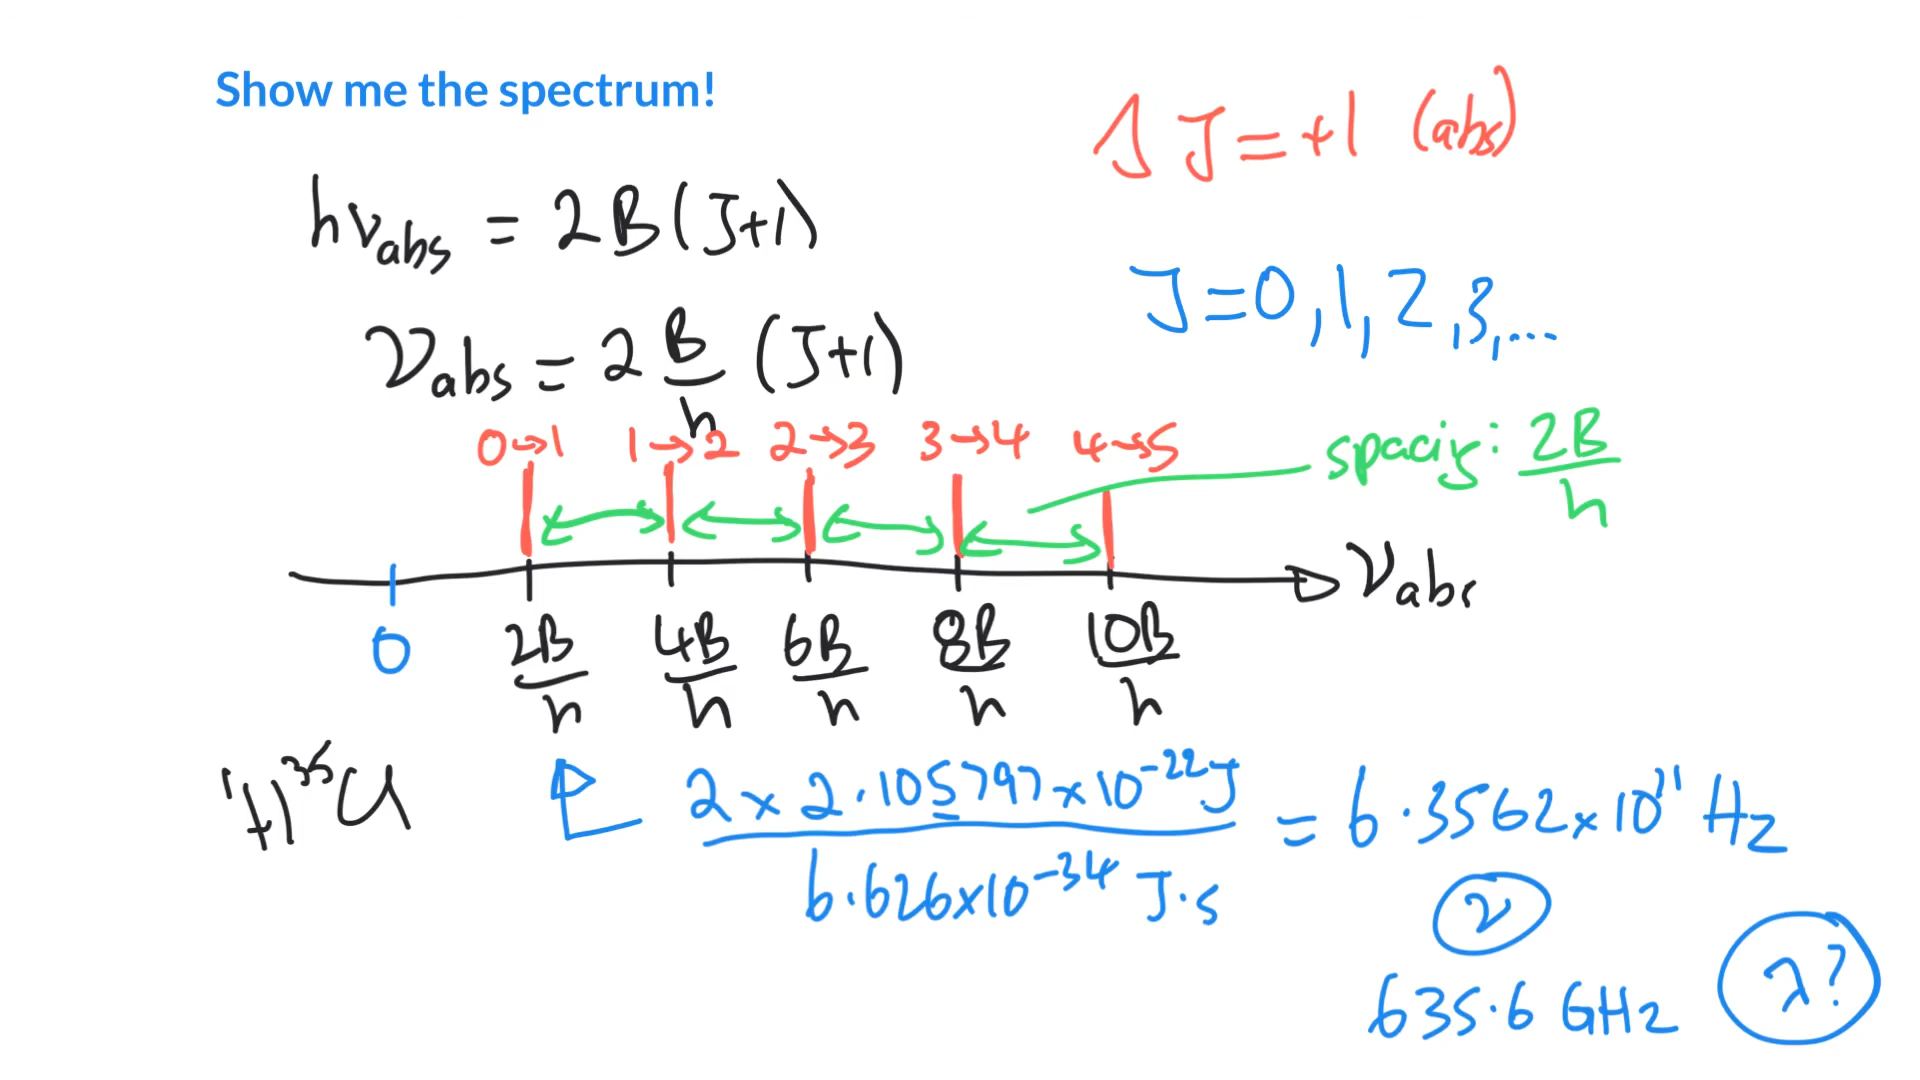 Show me the spectrum!
ΔJ = +1 (abs)
hν_abs = 2B(J+1)
J = 0, 1, 2, 3, ...
ν_abs = 2 B/h (J+1)
0→1 1→2 2→3 3→4 4→5
spacing: 2B/h
ν_abs
0 2B/h 4B/h 6B/h 8B/h 10B/h
¹H³⁵Cl
2 × 2.105797 × 10⁻²² J / 6.626 × 10⁻³⁴ J·s = 6.3562 × 10¹¹ Hz
ν
635.6 GHz
λ?